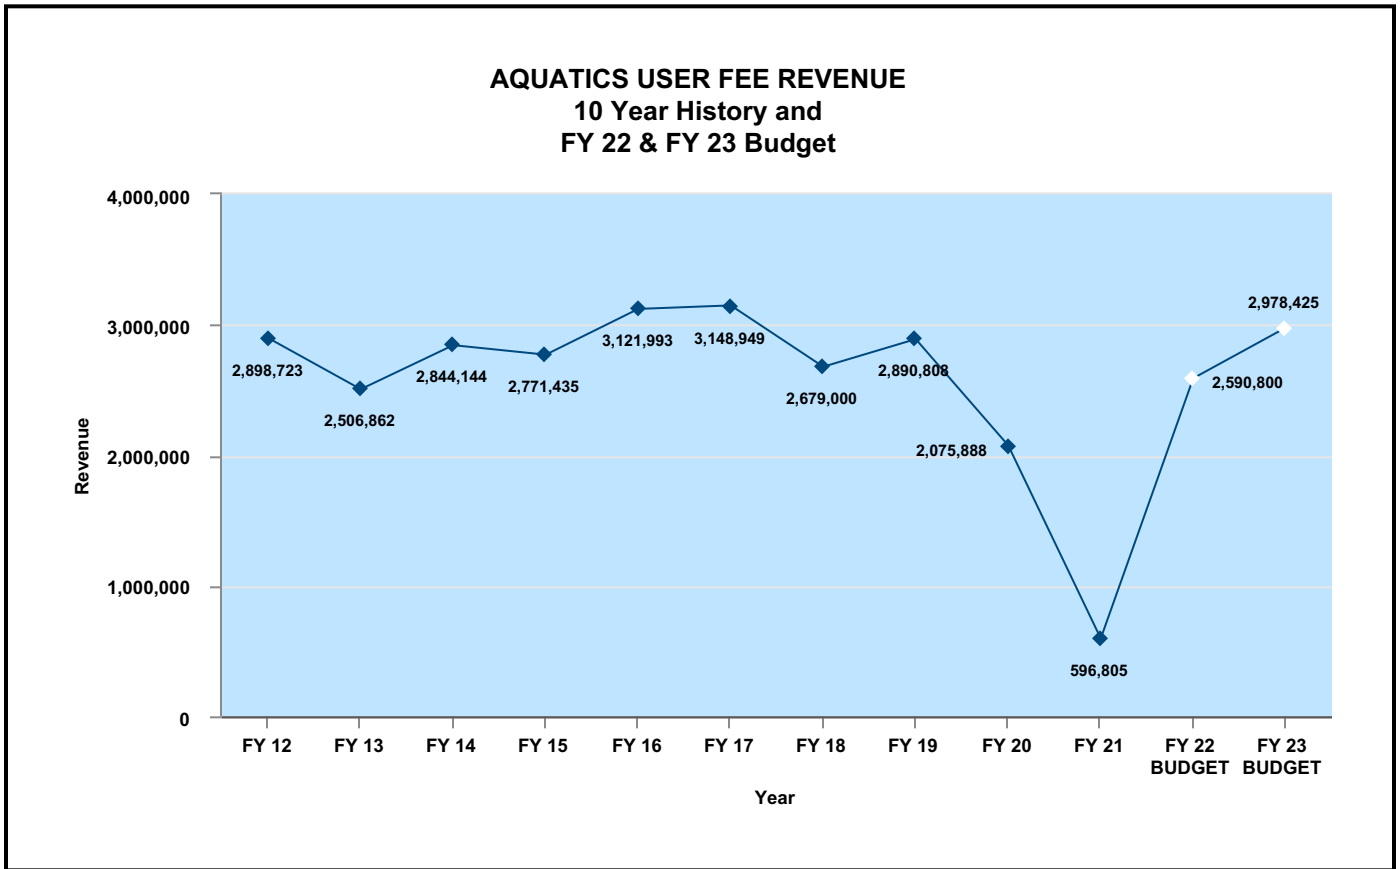 AQUATICS USER FEE REVENUE
10 Year History and
FY 22 & FY 23 Budget
4,000,000
3,000,000
2,000,000
1,000,000
0
Revenue
2,898,723
2,506,862
2,844,144
2,771,435
3,121,993
3,148,949
2,679,000
2,890,808
2,075,888
596,805
2,590,800
2,978,425
FY 12
FY 13
FY 14
FY 15
FY 16
FY 17
FY 18
FY 19
FY 20
FY 21
FY 22
BUDGET
FY 23
BUDGET
Year